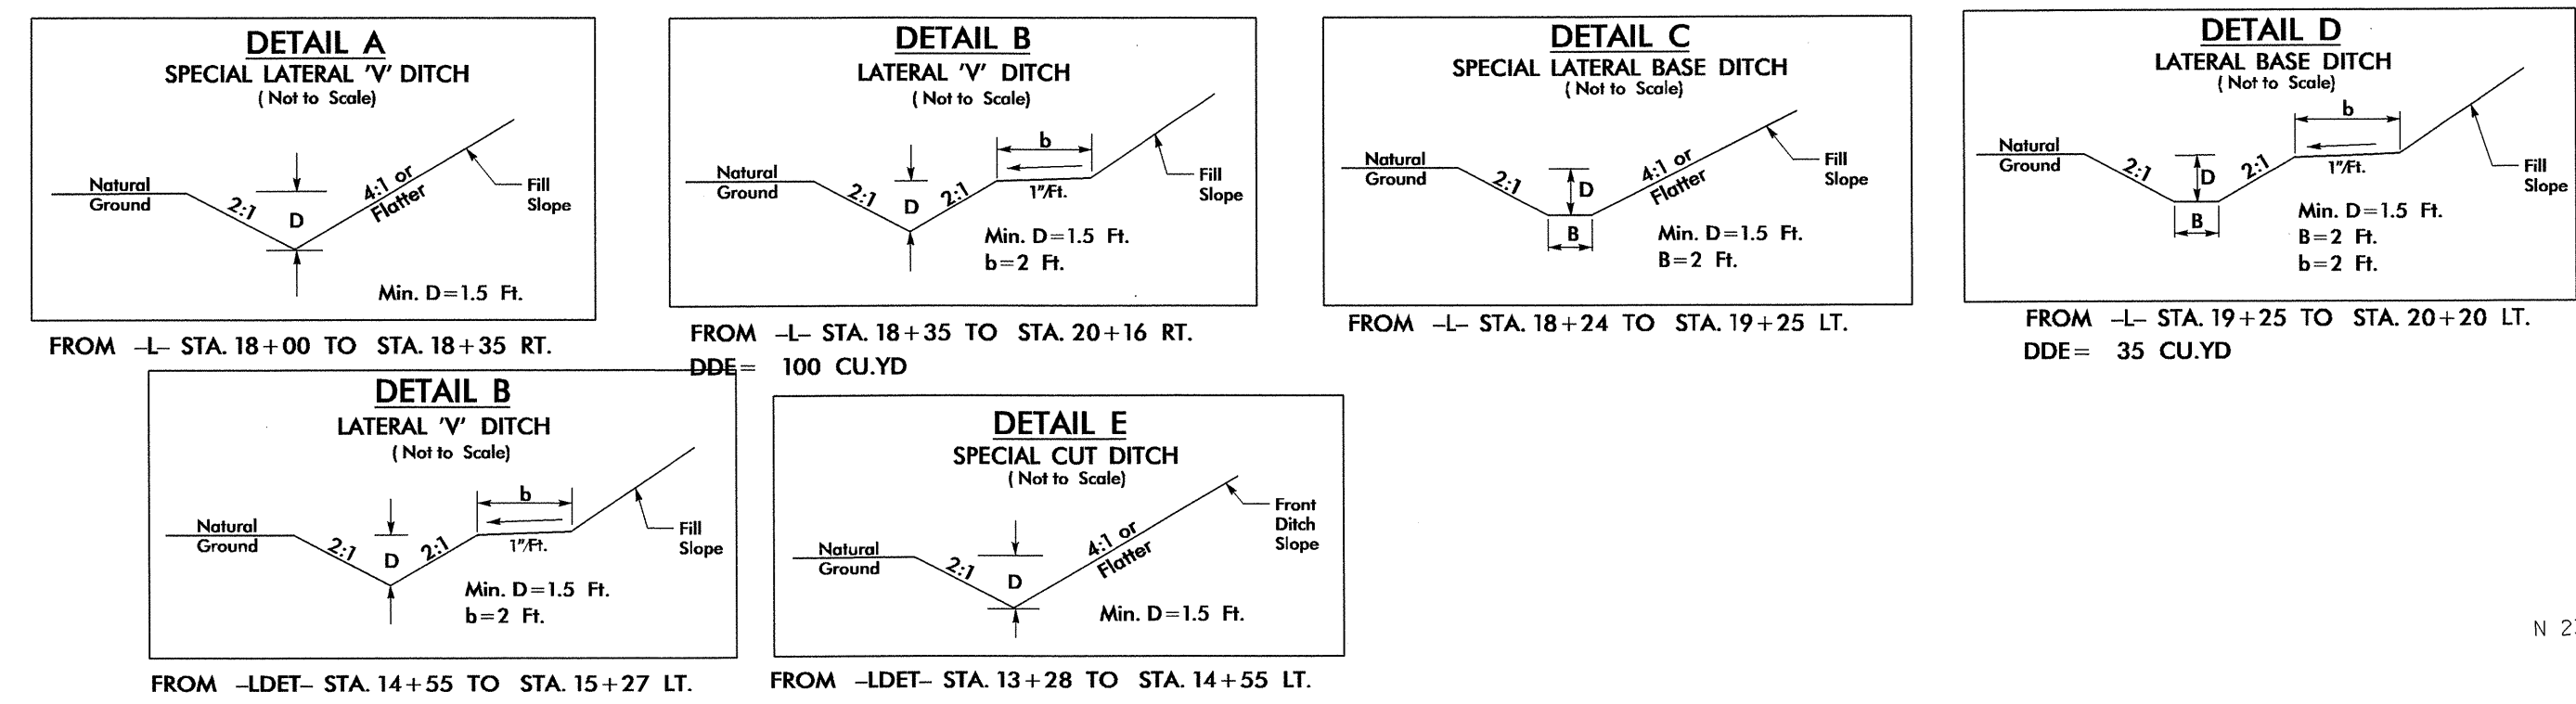 DETAIL A
SPECIAL LATERAL 'V' DITCH
( Not to Scale)
Natural
Ground
2:1
D
4:1 or
Flatter
Fill
Slope
Min. D=1.5 Ft.
FROM -L- STA. 18+00 TO STA. 18+35 RT.
DETAIL B
LATERAL 'V' DITCH
( Not to Scale)
Natural
Ground
2:1
D
2:1
b
1"/Ft.
Fill
Slope
Min. D=1.5 Ft.
b=2 Ft.
FROM -L- STA. 18+35 TO STA. 20+16 RT.
DDE= 100 CU.YD
DETAIL C
SPECIAL LATERAL BASE DITCH
( Not to Scale)
Natural
Ground
2:1
D
B
4:1 or
Flatter
Fill
Slope
Min. D=1.5 Ft.
B=2 Ft.
FROM -L- STA. 18+24 TO STA. 19+25 LT.
DETAIL D
LATERAL BASE DITCH
( Not to Scale)
Natural
Ground
2:1
D
B
2:1
b
1"/Ft.
Fill
Slope
Min. D=1.5 Ft.
B=2 Ft.
b=2 Ft.
FROM -L- STA. 19+25 TO STA. 20+20 LT.
DDE= 35 CU.YD
DETAIL B
LATERAL 'V' DITCH
( Not to Scale)
Natural
Ground
2:1
D
2:1
b
1"/Ft.
Fill
Slope
Min. D=1.5 Ft.
b=2 Ft.
FROM -LDET- STA. 14+55 TO STA. 15+27 LT.
DETAIL E
SPECIAL CUT DITCH
( Not to Scale)
Natural
Ground
2:1
D
4:1 or
Flatter
Front
Ditch
Slope
Min. D=1.5 Ft.
FROM -LDET- STA. 13+28 TO STA. 14+55 LT.
N